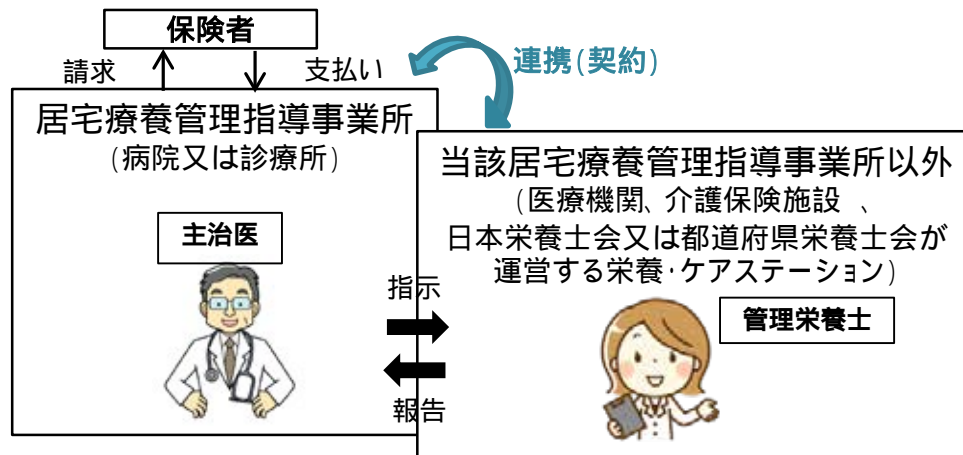 保険者
請求
支払い
連携(契約)
居宅療養管理指導事業所
(病院又は診療所)
主治医
当該居宅療養管理指導事業所以外
(医療機関、介護保険施設 、
日本栄養士会又は都道府県栄養士会が
運営する栄養・ケアステーション)
指示
管理栄養士
報告